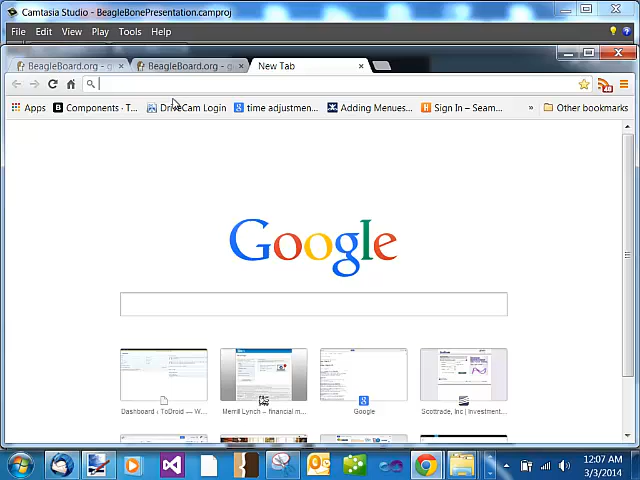 Camtasia Studio - BeagleBonePresentation.camproj
File Edit View Play Tools Help
BeagleBoard.org - BeagleBoard.org - g New Tab
Apps Components · T... DriveCam Login time adjustmen... Adding Menues,... Sign In – Seam... » Other bookmarks
Google
Dashboard : ToDroid — W... Merrill Lynch – financial m... Google Scottrade, Inc | Investment...
12:07 AM
3/3/2014